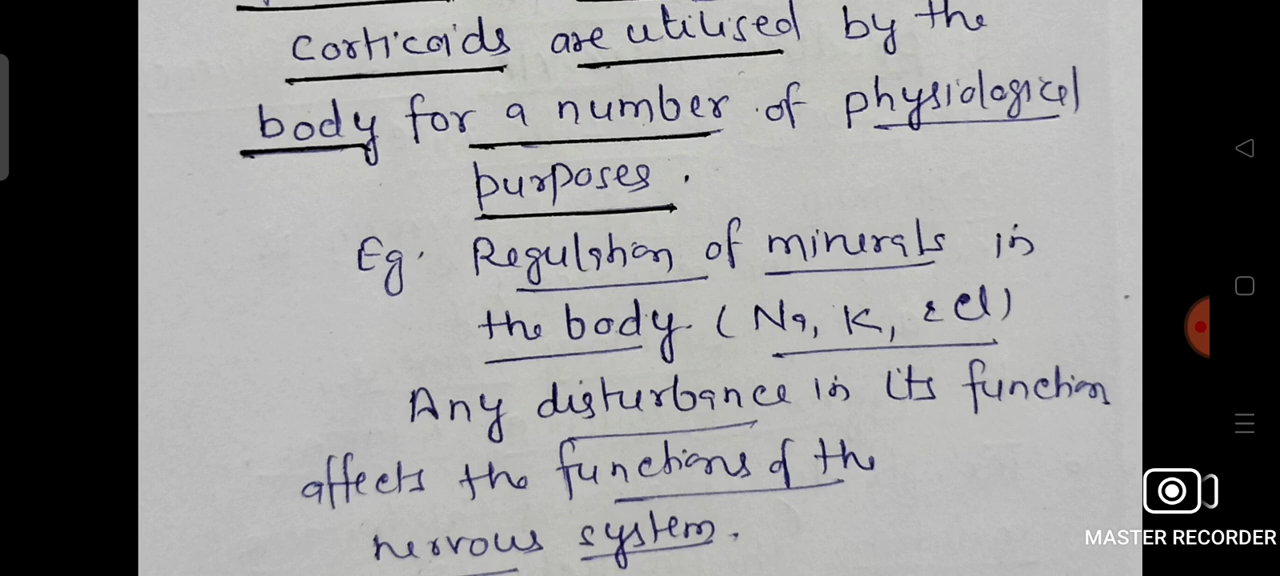 corticoids are utilised by the
body for a number of physiological
purposes.
Eg. Regulation of minerals in
the body. (Na, K, & Cl)
Any disturbance in its function
affects the functions of the
nervous system.
MASTER RECORDER